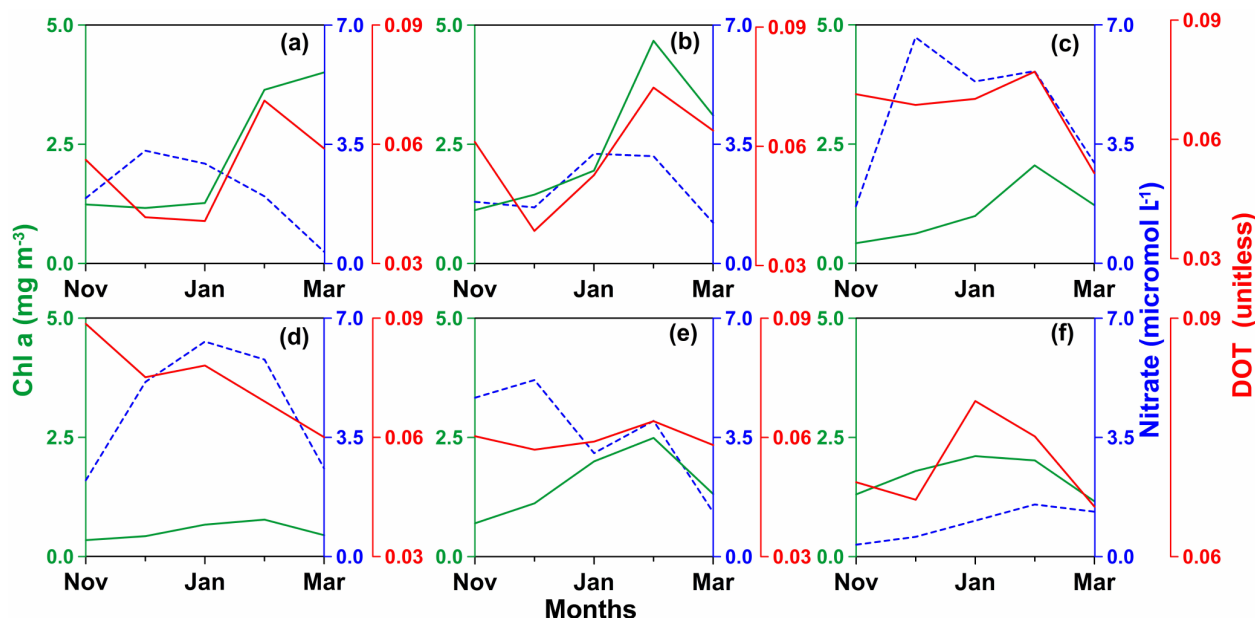 (a) (b) (c)
5.0 7.0 0.09 5.0 7.0 0.09 5.0 7.0 0.09
2.5 3.5 0.06 2.5 3.5 0.06 2.5 3.5 0.06
0.0 0.0 0.03 0.0 0.0 0.03 0.0 0.0 0.03
Nov Jan Mar Nov Jan Mar Nov Jan Mar
Chl a (mg m⁻³)
Nitrate (micromol L⁻¹)
DOT (unitless)
(d) (e) (f)
5.0 7.0 0.09 5.0 7.0 0.09 5.0 7.0 0.09
2.5 3.5 0.06 2.5 3.5 0.06 2.5 3.5
0.0 0.0 0.03 0.0 0.0 0.03 0.0 0.0 0.06
Nov Jan Mar Nov Jan Mar Nov Jan Mar
Months